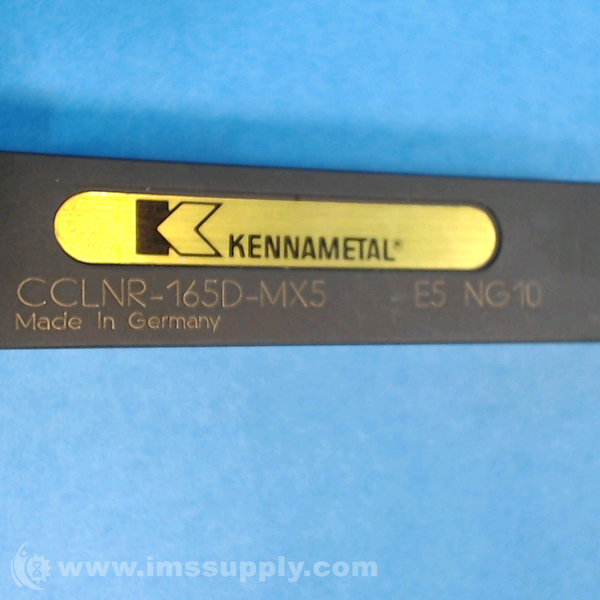 KENNAMETAL®
CCLNR-165D-MX5 E5 NG10
Made in Germany
www.imssupply.com